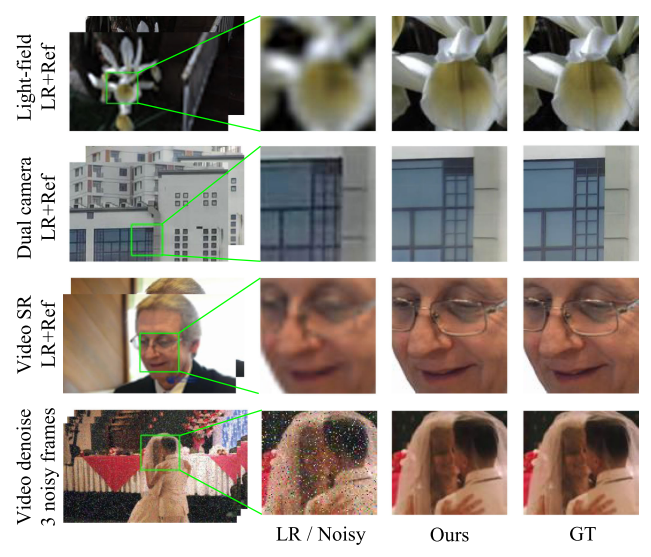 Light-field
LR+Ref
Dual camera
LR+Ref
Video SR
LR+Ref
Video denoise
3 noisy frames
LR / Noisy
Ours
GT